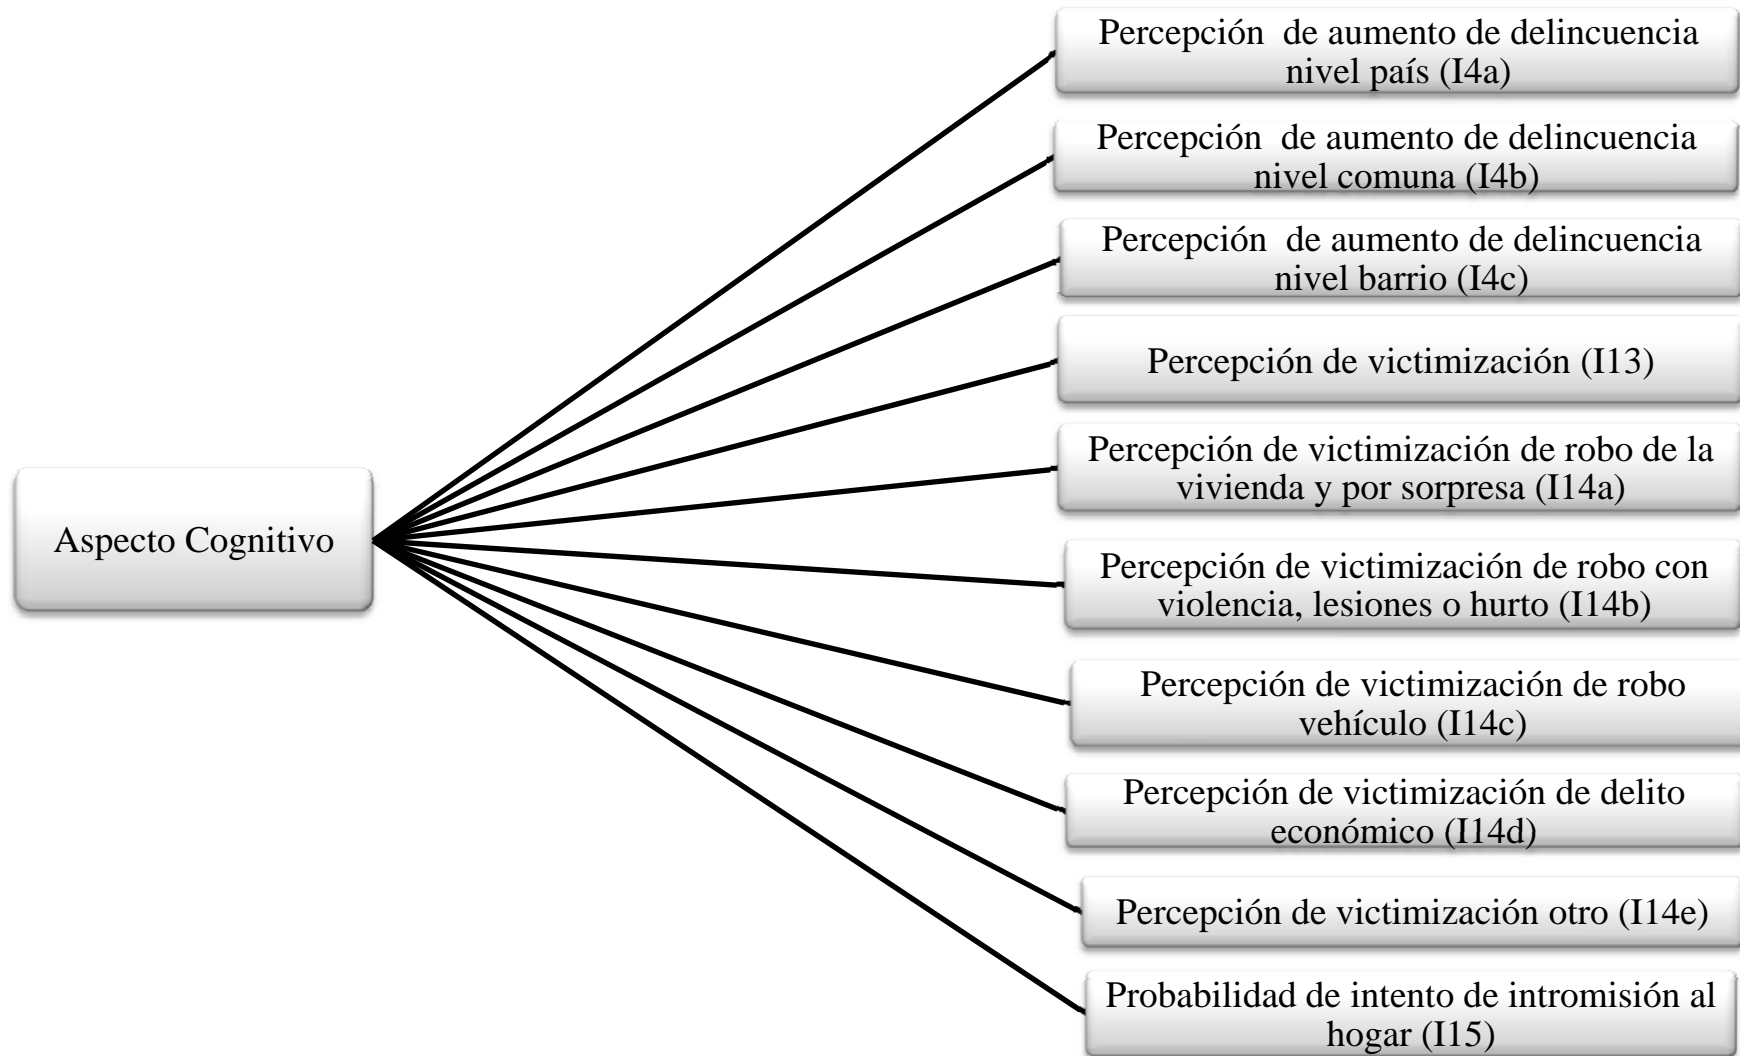 Percepción de aumento de delincuencia
nivel país (I4a)
Percepción de aumento de delincuencia
nivel comuna (I4b)
Percepción de aumento de delincuencia
nivel barrio (I4c)
Percepción de victimización (I13)
Percepción de victimización de robo de la
vivienda y por sorpresa (I14a)
Aspecto Cognitivo
Percepción de victimización de robo con
violencia, lesiones o hurto (I14b)
Percepción de victimización de robo
vehículo (I14c)
Percepción de victimización de delito
económico (I14d)
Percepción de victimización otro (I14e)
Probabilidad de intento de intromisión al
hogar (I15)